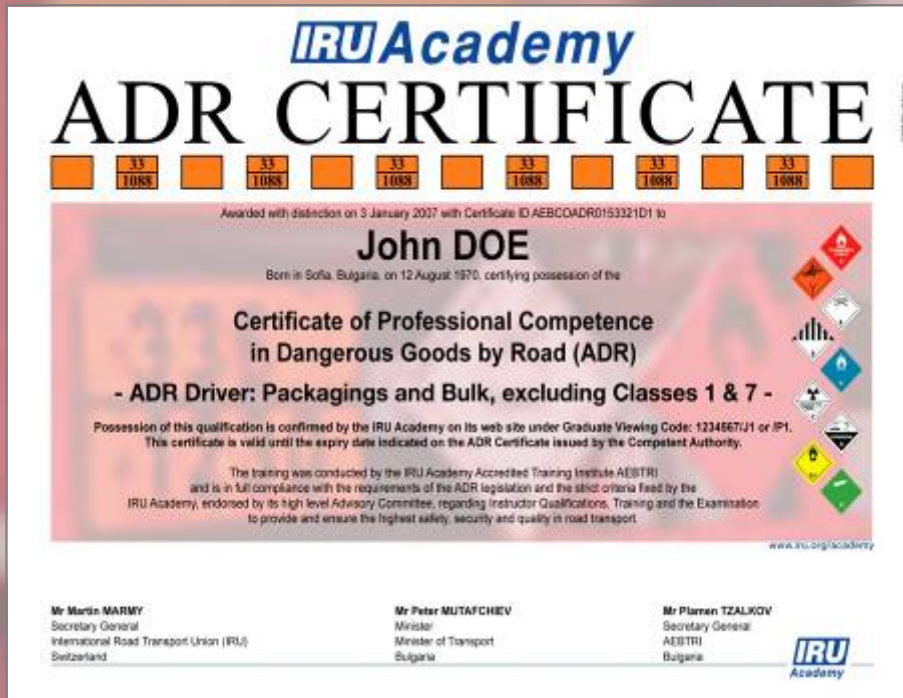 IRU Academy
ADR CERTIFICATE
33 33 33 33 33 33
1088 1088 1088 1088 1088 1088
Awarded with distinction on 3 January 2007 with Certificate ID AEBCOADR0153321D1 to
John DOE
Born in Sofia, Bulgaria, on 12 August 1970, certifying possession of the
Certificate of Professional Competence
in Dangerous Goods by Road (ADR)
- ADR Driver: Packagings and Bulk, excluding Classes 1 & 7 -
Possession of this qualification is confirmed by the IRU Academy on its web site under Graduate Viewing Code: 1234567/J1 or /P1.
This certificate is valid until the expiry date indicated on the ADR Certificate issued by the Competent Authority.
The training was conducted by the IRU Academy Accredited Training Institute AEBTRI
and is in full compliance with the requirements of the ADR legislation and the strict criteria fixed by the
IRU Academy, endorsed by its high level Advisory Committee, regarding Instructor Qualifications, Training and the Examination
to provide and ensure the highest safety, security and quality in road transport.
www.iru.org/academy
Mr Martin MARMY
Secretary General
International Road Transport Union (IRU)
Switzerland
Mr Peter MUTAFCHIEV
Minister
Minister of Transport
Bulgaria
Mr Plamen TZALKOV
Secretary General
AEBTRI
Bulgaria
IRU
Academy